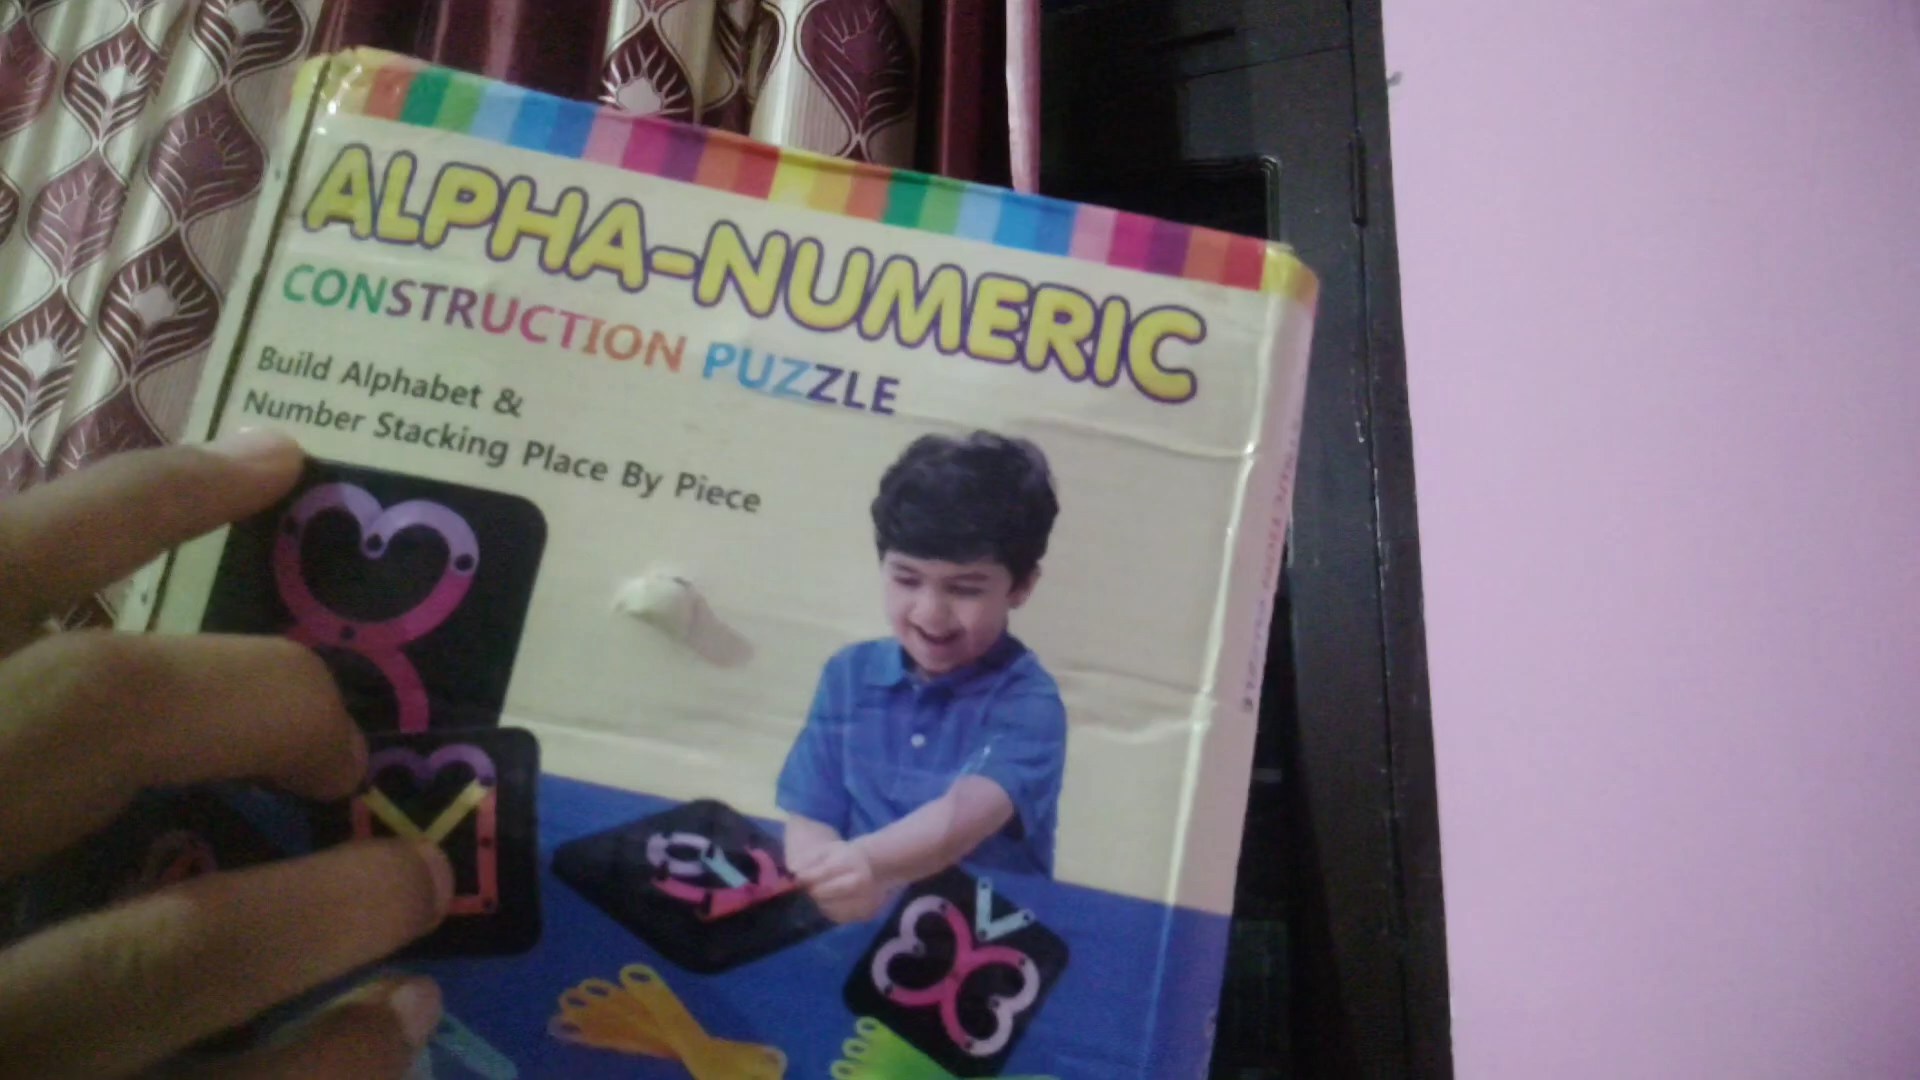 ALPHA-NUMERIC
CONSTRUCTION PUZZLE
Build Alphabet &
Number Stacking Place By Piece